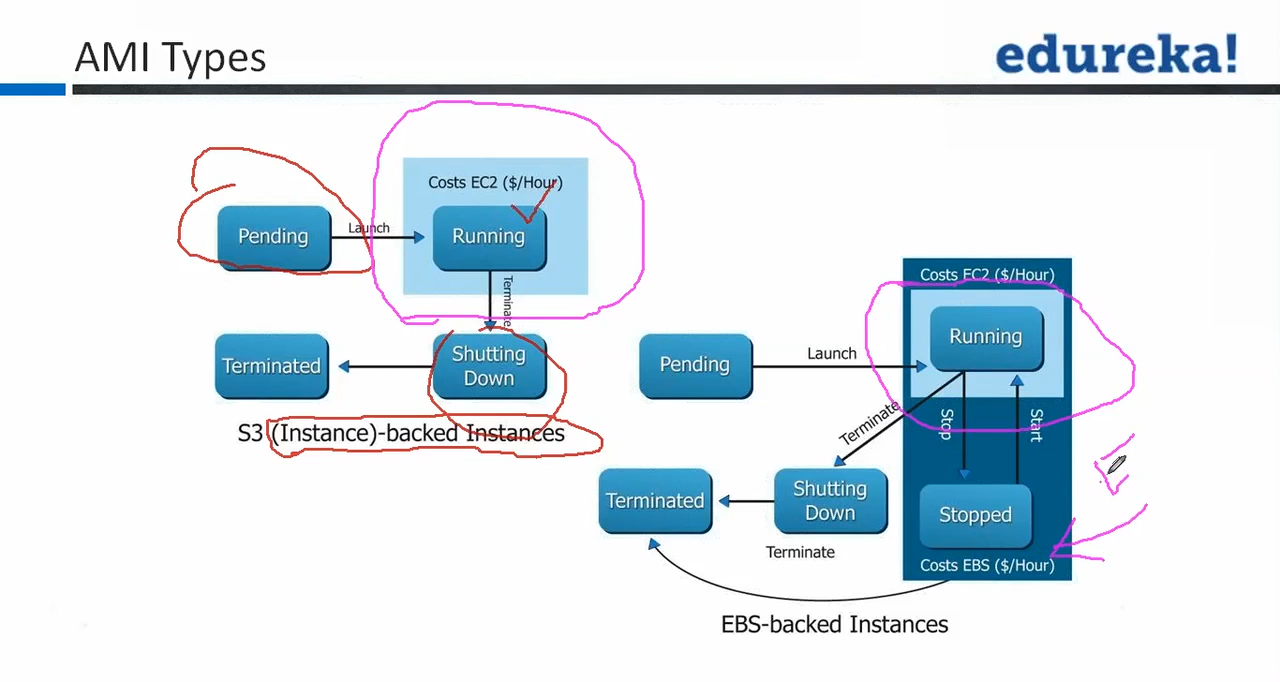 AMI Types
edureka!
Costs EC2 ($/Hour)
Pending
Launch
Running
Terminate
Terminated
Shutting
Down
S3 (Instance)-backed Instances
Costs EC2 ($/Hour)
Pending
Launch
Running
Terminate
Stop
Start
Terminated
Shutting
Down
Stopped
Terminate
Costs EBS ($/Hour)
EBS-backed Instances